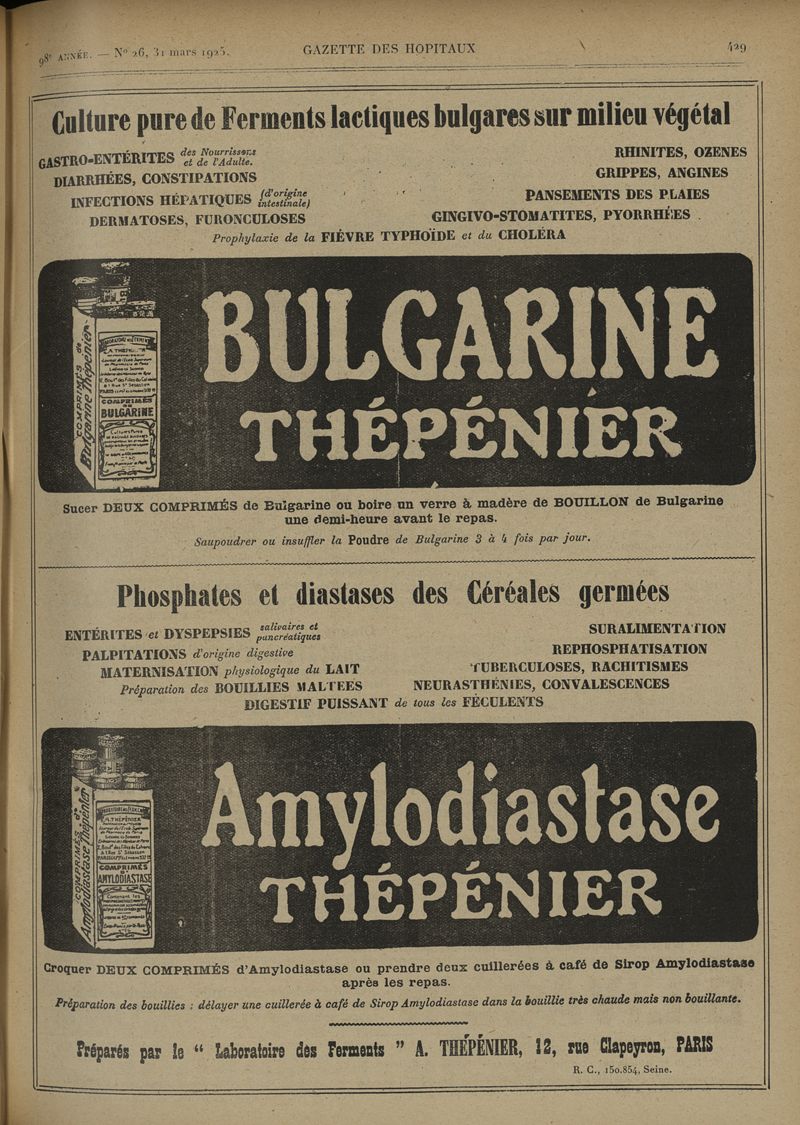 98e ANNÉE. — No 26, 31 mars 1925. GAZETTE DES HOPITAUX 429
Culture pure de Ferments lactiques bulgares sur milieu végétal
GASTRO-ENTÉRITES des Nourrissons et de l'Adulte.
DIARRHÉES, CONSTIPATIONS
INFECTIONS HÉPATIQUES (d'origine intestinale)
DERMATOSES, FURONCULOSES
RHINITES, OZENES
GRIPPES, ANGINES
PANSEMENTS DES PLAIES
GINGIVO-STOMATITES, PYORRHÉES
Prophylaxie de la FIÉVRE TYPHOÏDE et du CHOLÉRA
COMPRIMÉS de
Bulgarine Thépénier
COMPRIMÉS
BULGARINE
BULGARINE
THÉPÉNIER
Sucer DEUX COMPRIMÉS de Bulgarine ou boire un verre à madère de BOUILLON de Bulgarine
une demi-heure avant le repas.
Saupoudrer ou insuffler la Poudre de Bulgarine 3 à 4 fois par jour.
Phosphates et diastases des Céréales germées
ENTÉRITES et DYSPEPSIES salivaires et pancréatiques
PALPITATIONS d'origine digestive
MATERNISATION physiologique du LAIT
Préparation des BOUILLIES MALTEES
SURALIMENTATION
REPHOSPHATISATION
TUBERCULOSES, RACHITISMES
NEURASTHÉNIES, CONVALESCENCES
DIGESTIF PUISSANT de tous les FÉCULENTS
COMPRIMÉS d'
Amylodiastase Thépénier
A. THÉPÉNIER
COMPRIMÉS
AMYLODIASTASE
Amylodiastase
THÉPÉNIER
Croquer DEUX COMPRIMÉS d'Amylodiastase ou prendre deux cuillerées à café de Sirop Amylodiastase
après les repas.
Préparation des bouillies : délayer une cuillerée à café de Sirop Amylodiastase dans la bouillie très chaude mais non bouillante.
Préparés par le " Laboratoire des Ferments " A. THÉPÉNIER, 12, rue Clapeyron, PARIS
R. C., 150.854, Seine.